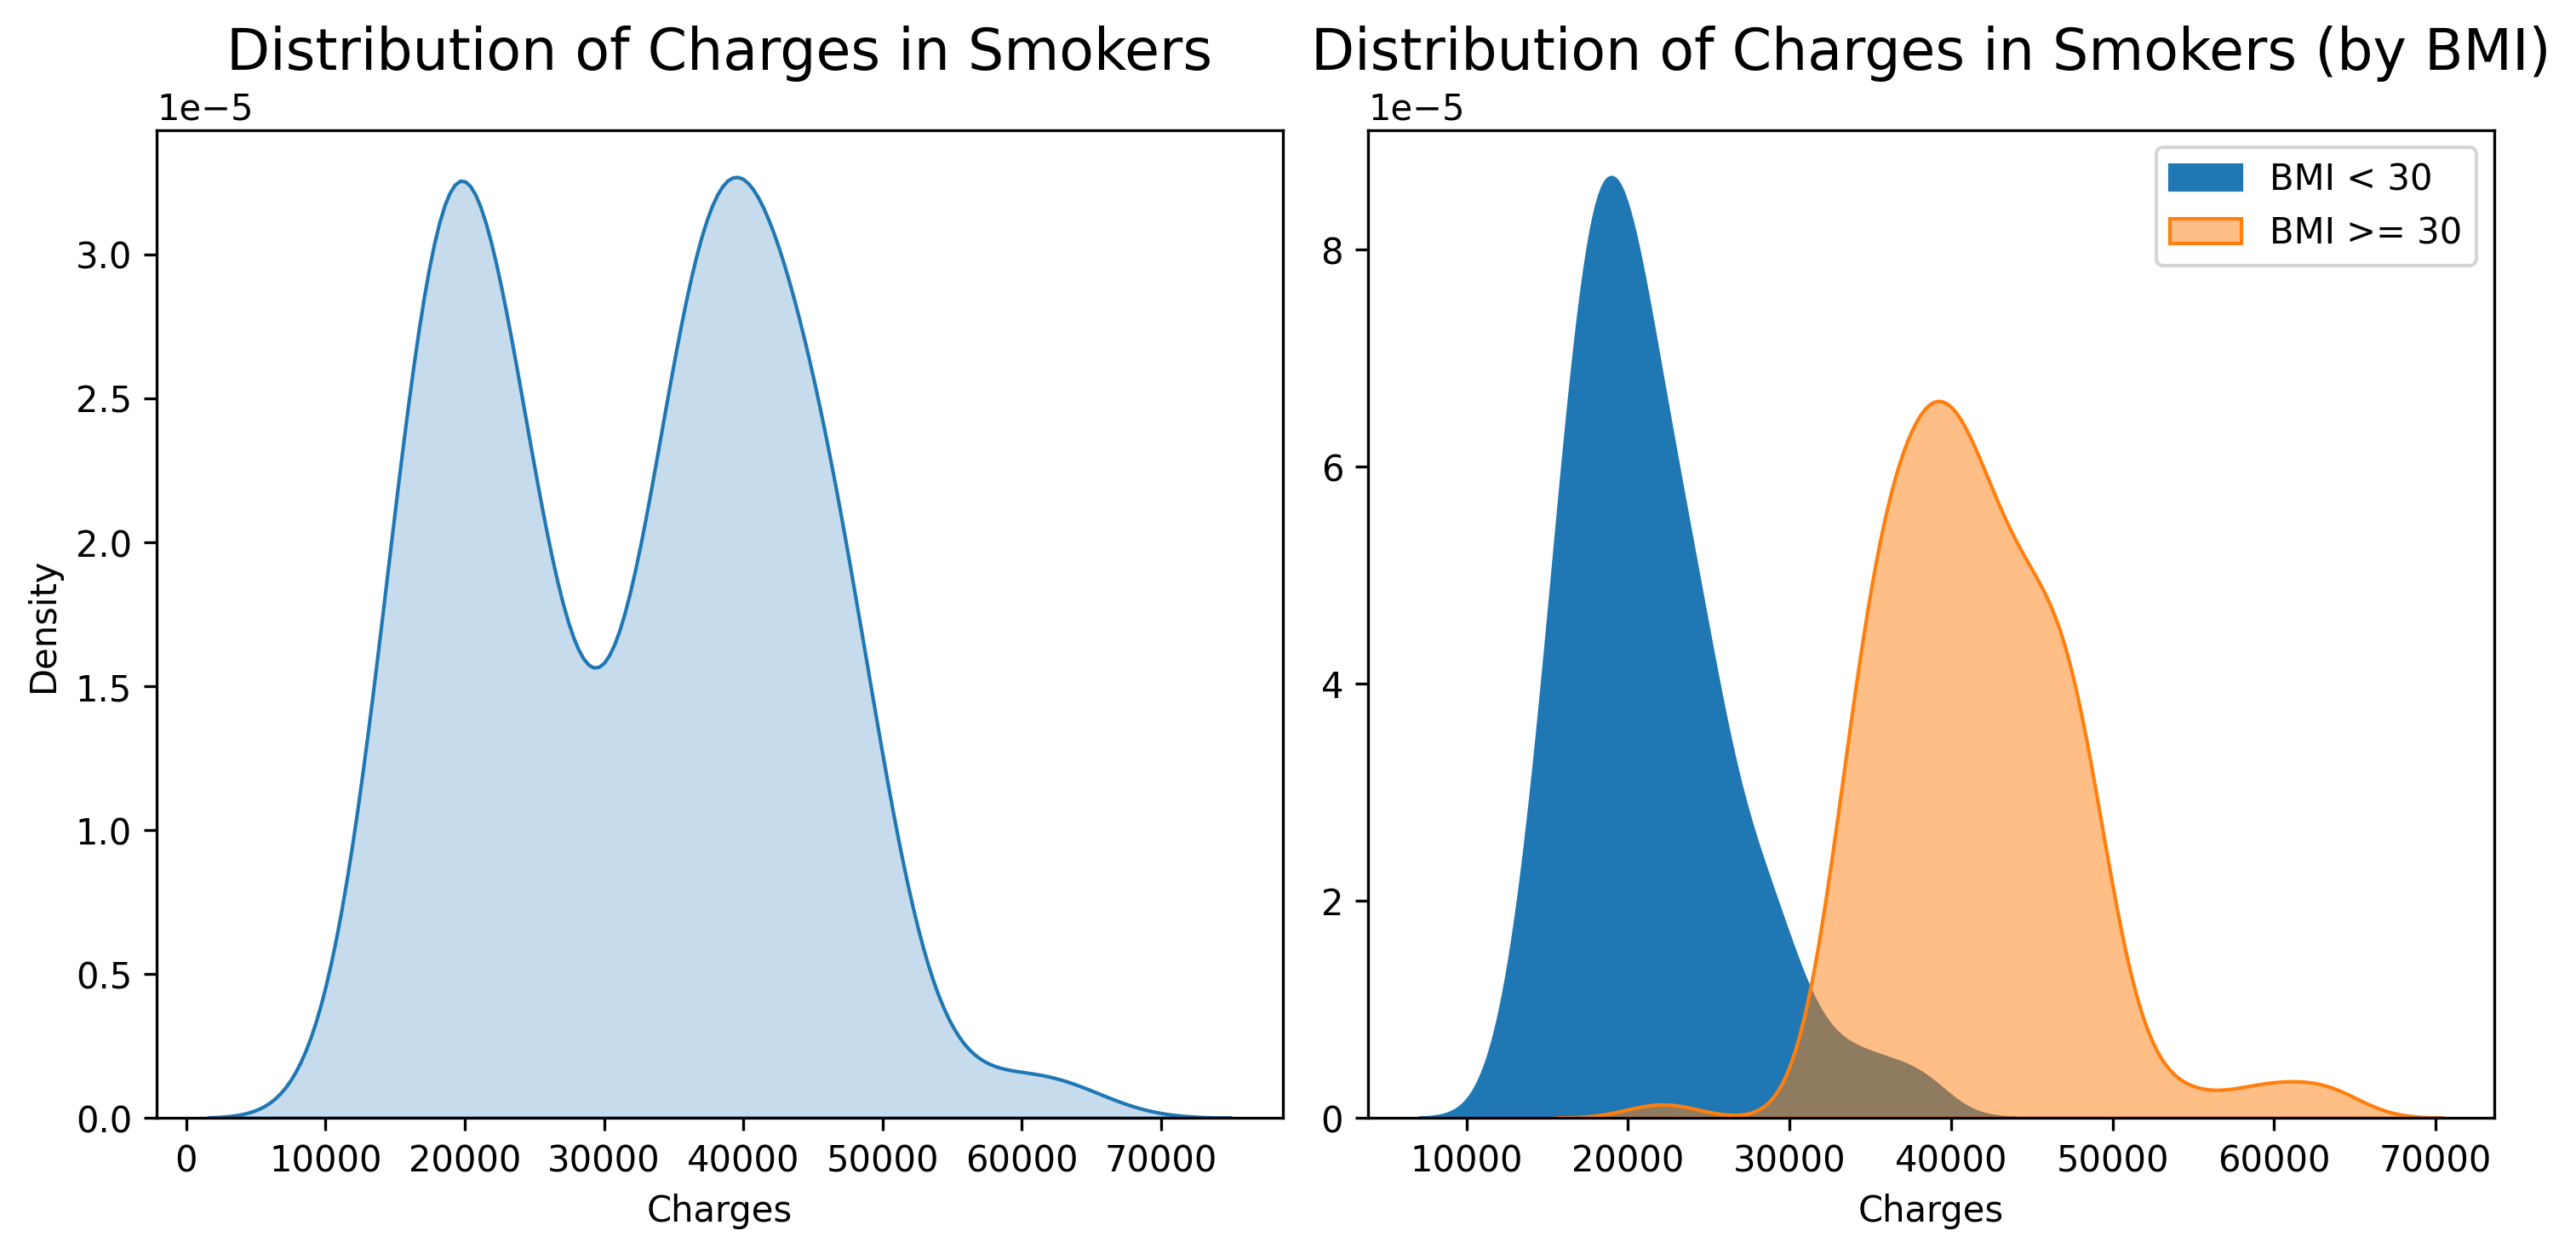 Distribution of Charges in Smokers
1e−5
3.0
2.5
2.0
1.5
1.0
0.5
0.0
Density
0 10000 20000 30000 40000 50000 60000 70000
Charges
Distribution of Charges in Smokers (by BMI)
1e−5
BMI < 30
BMI >= 30
8
6
4
2
0
10000 20000 30000 40000 50000 60000 70000
Charges